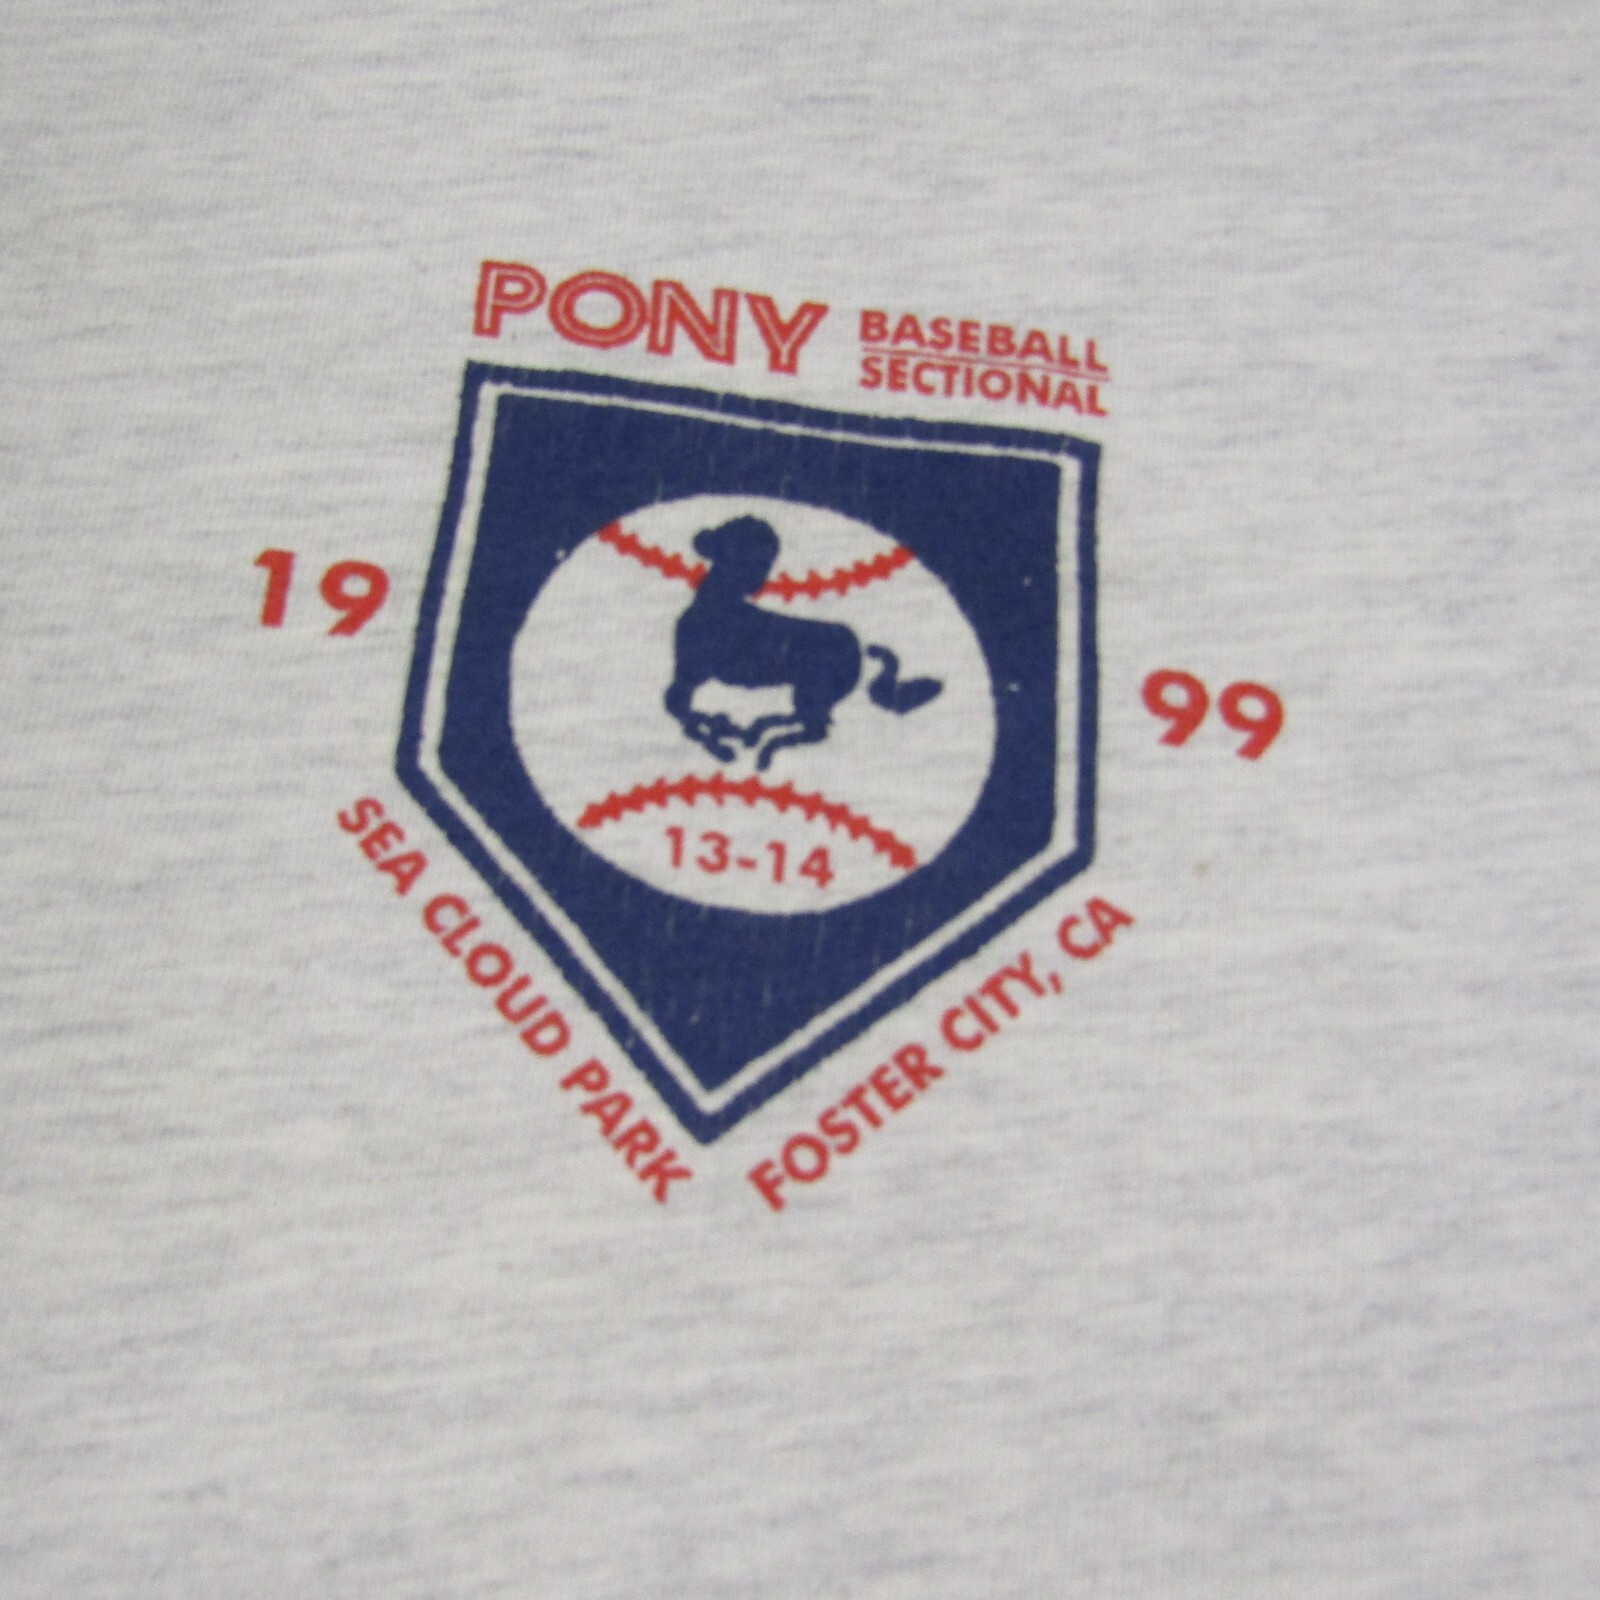 PONY BASEBALL
SECTIONAL
19 99
13-14
SEA CLOUD PARK
FOSTER CITY, CA